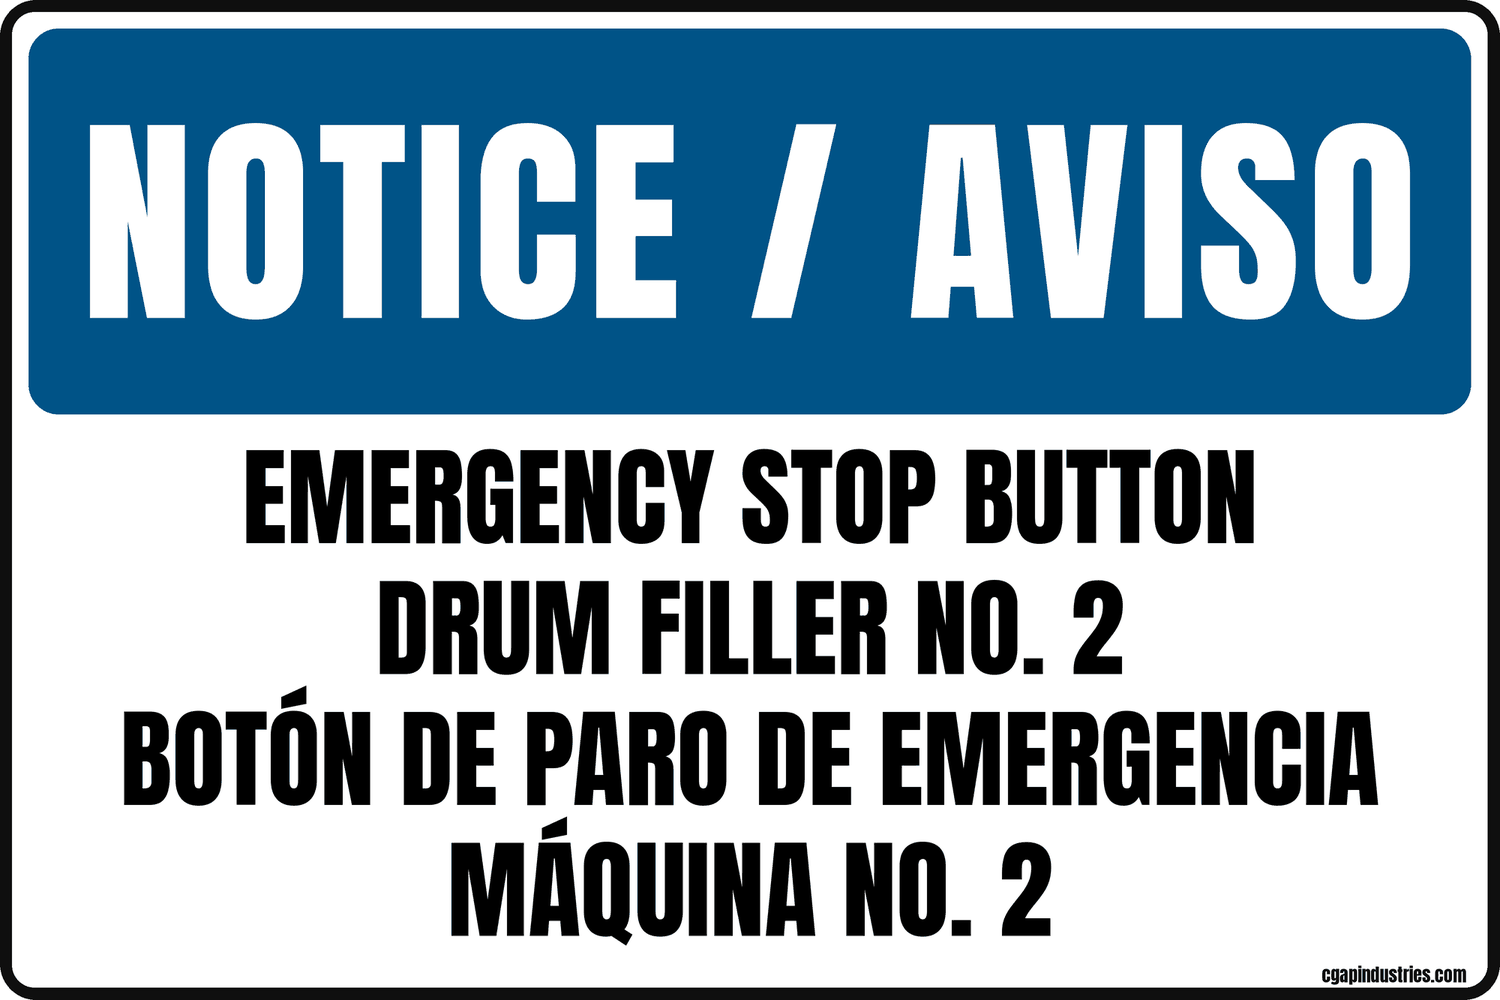 NOTICE / AVISO
EMERGENCY STOP BUTTON
DRUM FILLER NO. 2
BOTÓN DE PARO DE EMERGENCIA
MÁQUINA NO. 2
cgapindustries.com